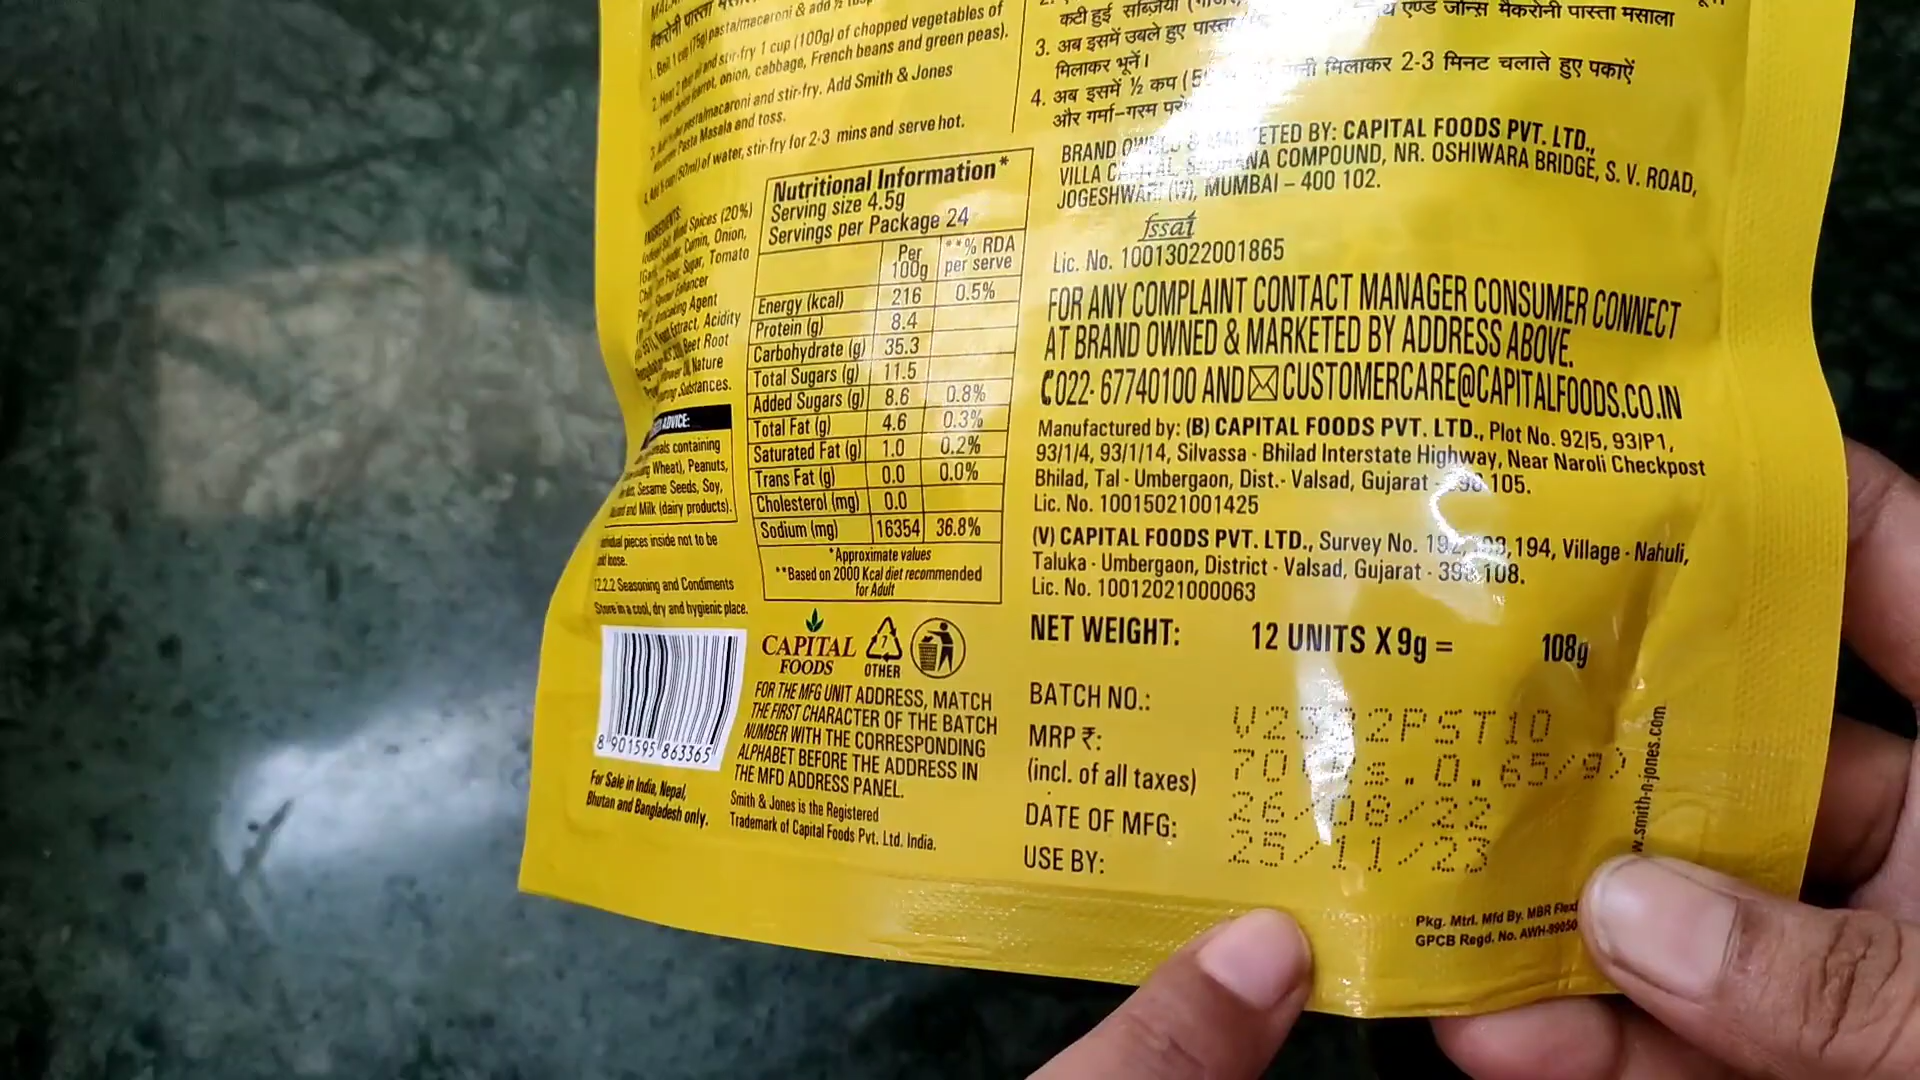 1. Boil 1 cup (75g) pasta/macaroni & add ½
2. Heat 2 tbsp oil and stir-fry 1 cup (100g) of chopped vegetables of
your choice (carrot, onion, cabbage, French beans and green peas).
pasta/macaroni and stir-fry. Add Smith & Jones
Pasta Masala and toss.
4. Add ½ cup (50ml) of water, stir-fry for 2-3 mins and serve hot.
कटी हुई सब्ज़ियाँ
एण्ड जोन्स मैकरोनी पास्ता मसाला
3. अब इसमें उबले हुए पास्ता
मिलाकर भूनें।
4. अब इसमें ½ कप मिलाकर 2-3 मिनट चलाते हुए पकाएँ
और गर्मा-गरम
INGREDIENTS:
Spices (20%)
Cumin, Onion,
Sugar, Tomato
Enhancer
Agent
Extract, Acidity
Beet Root
Nature
Substances.
ADVICE:
containing
Wheat), Peanuts,
Sesame Seeds, Soy,
and Milk (dairy products).
pieces inside not to be
loose.
12.2.2 Seasoning and Condiments
Store in a cool, dry and hygienic place.
8 901595 863365
For Sale in India, Nepal,
Bhutan and Bangladesh only.
Nutritional Information*
Serving size 4.5g
Servings per Package 24
Per 100g **% RDA per serve
Energy (kcal) 216 0.5%
Protein (g) 8.4
Carbohydrate (g) 35.3
Total Sugars (g) 11.5
Added Sugars (g) 8.6 0.8%
Total Fat (g) 4.6 0.3%
Saturated Fat (g) 1.0 0.2%
Trans Fat (g) 0.0 0.0%
Cholesterol (mg) 0.0
Sodium (mg) 16354 36.8%
*Approximate values
**Based on 2000 Kcal diet recommended
for Adult
CAPITAL
FOODS
7
OTHER
FOR THE MFG UNIT ADDRESS, MATCH
THE FIRST CHARACTER OF THE BATCH
NUMBER WITH THE CORRESPONDING
ALPHABET BEFORE THE ADDRESS IN
THE MFD ADDRESS PANEL.
Smith & Jones is the Registered
Trademark of Capital Foods Pvt. Ltd. India.
BRAND OWNED & MARKETED BY: CAPITAL FOODS PVT. LTD.,
VILLA CAPITAL, COMPOUND, NR. OSHIWARA BRIDGE, S. V. ROAD,
JOGESHWARI (W), MUMBAI – 400 102.
fssai
Lic. No. 10013022001865
FOR ANY COMPLAINT CONTACT MANAGER CONSUMER CONNECT
AT BRAND OWNED & MARKETED BY ADDRESS ABOVE.
022- 67740100 AND CUSTOMERCARE@CAPITALFOODS.CO.IN
Manufactured by: (B) CAPITAL FOODS PVT. LTD., Plot No. 92/5, 93/P1,
93/1/4, 93/1/14, Silvassa - Bhilad Interstate Highway, Near Naroli Checkpost
Bhilad, Tal - Umbergaon, Dist.- Valsad, Gujarat - 105.
Lic. No. 10015021001425
(V) CAPITAL FOODS PVT. LTD., Survey No. 194, Village - Nahuli,
Taluka - Umbergaon, District - Valsad, Gujarat - 108.
Lic. No. 10012021000063
NET WEIGHT: 12 UNITS X 9g = 108g
BATCH NO.:
MRP ₹:
(incl. of all taxes)
DATE OF MFG: 26/08/22
USE BY: 25/11/23
w.smith-n-jones.com
Pkg. Mtrl. Mfd By. MBR
GPCB Regd. No.